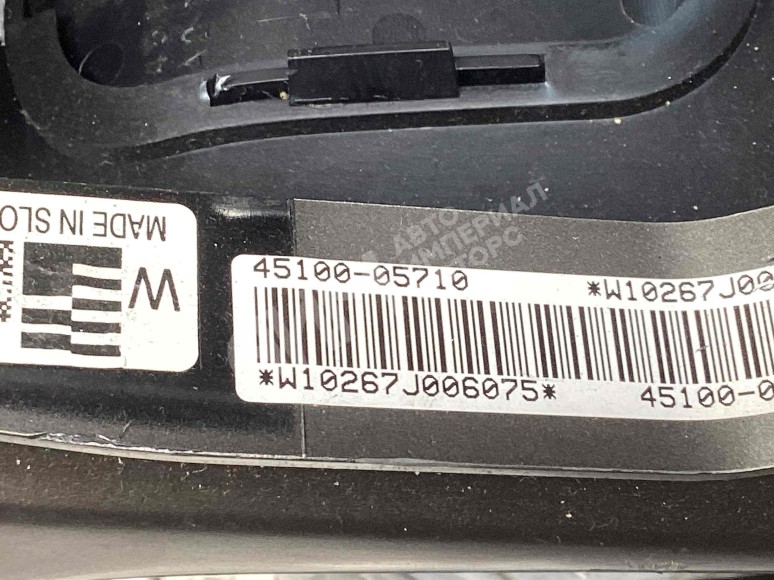 MADE IN SLO
W
АВТО
ИМПЕРИАЛ
МОТОРС
45100-05710
*W10267J00
*W10267J006075*
45100-0